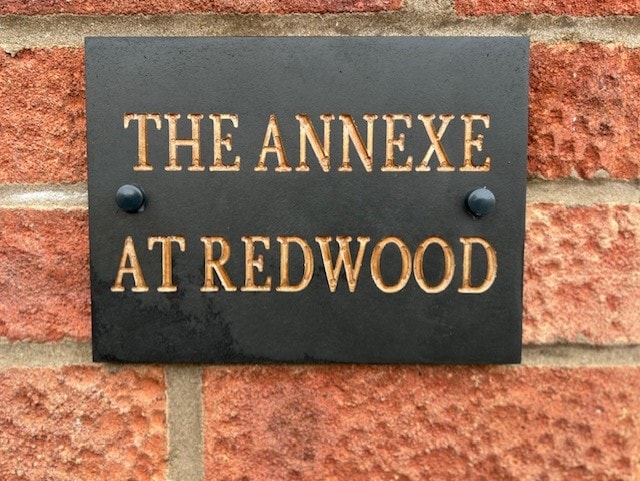 THE ANNEXE
AT REDWOOD